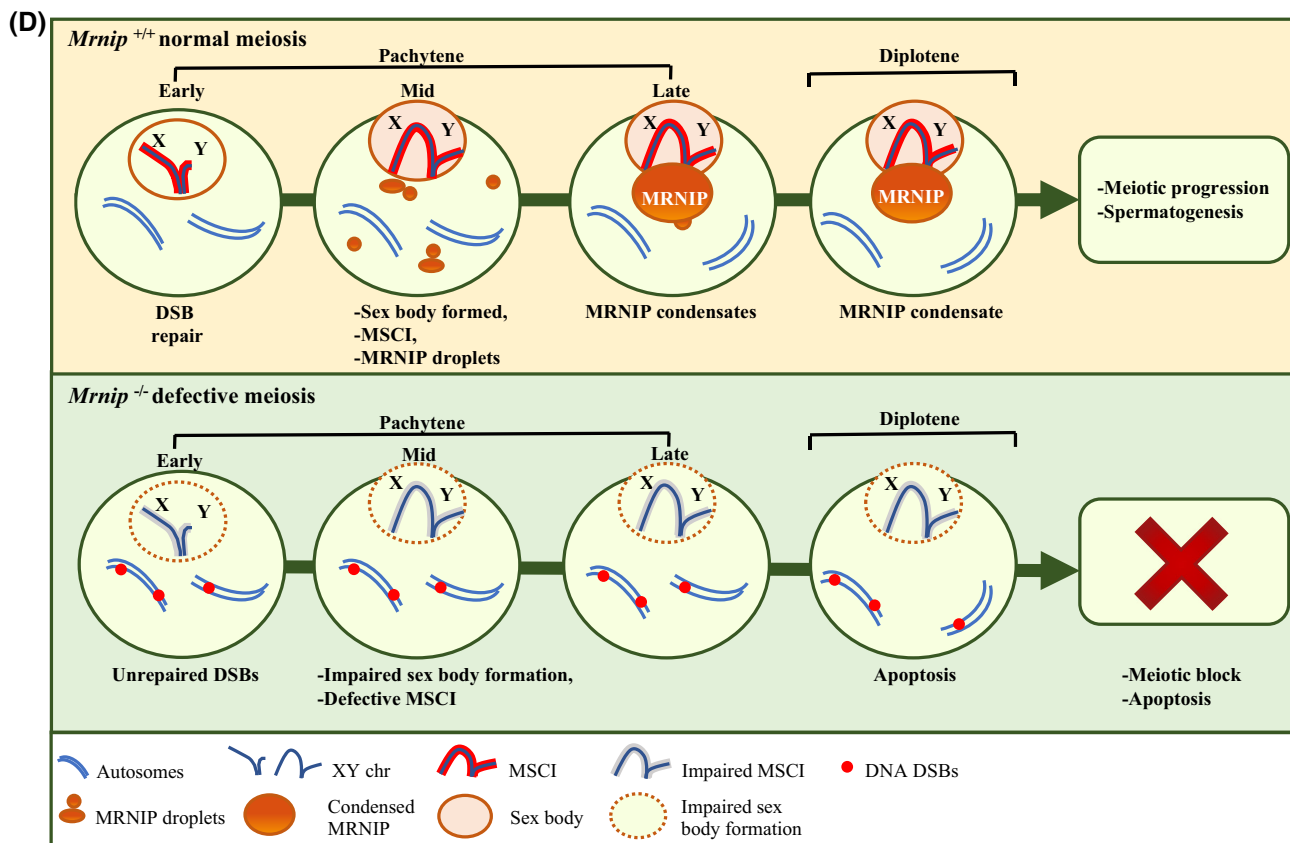 (D)
Mrnip +/+ normal meiosis
Pachytene
Diplotene
Early
Mid
Late
X
Y
X
Y
X
Y
X
Y
MRNIP
MRNIP
-Meiotic progression
-Spermatogenesis
DSB
repair
-Sex body formed,
-MSCI,
-MRNIP droplets
MRNIP condensates
MRNIP condensate
Mrnip -/- defective meiosis
Pachytene
Diplotene
Early
Mid
Late
X
Y
X
Y
X
Y
X
Y
Unrepaired DSBs
-Impaired sex body formation,
-Defective MSCI
Apoptosis
-Meiotic block
-Apoptosis
Autosomes
XY chr
MSCI
Impaired MSCI
DNA DSBs
MRNIP droplets
Condensed
MRNIP
Sex body
Impaired sex
body formation